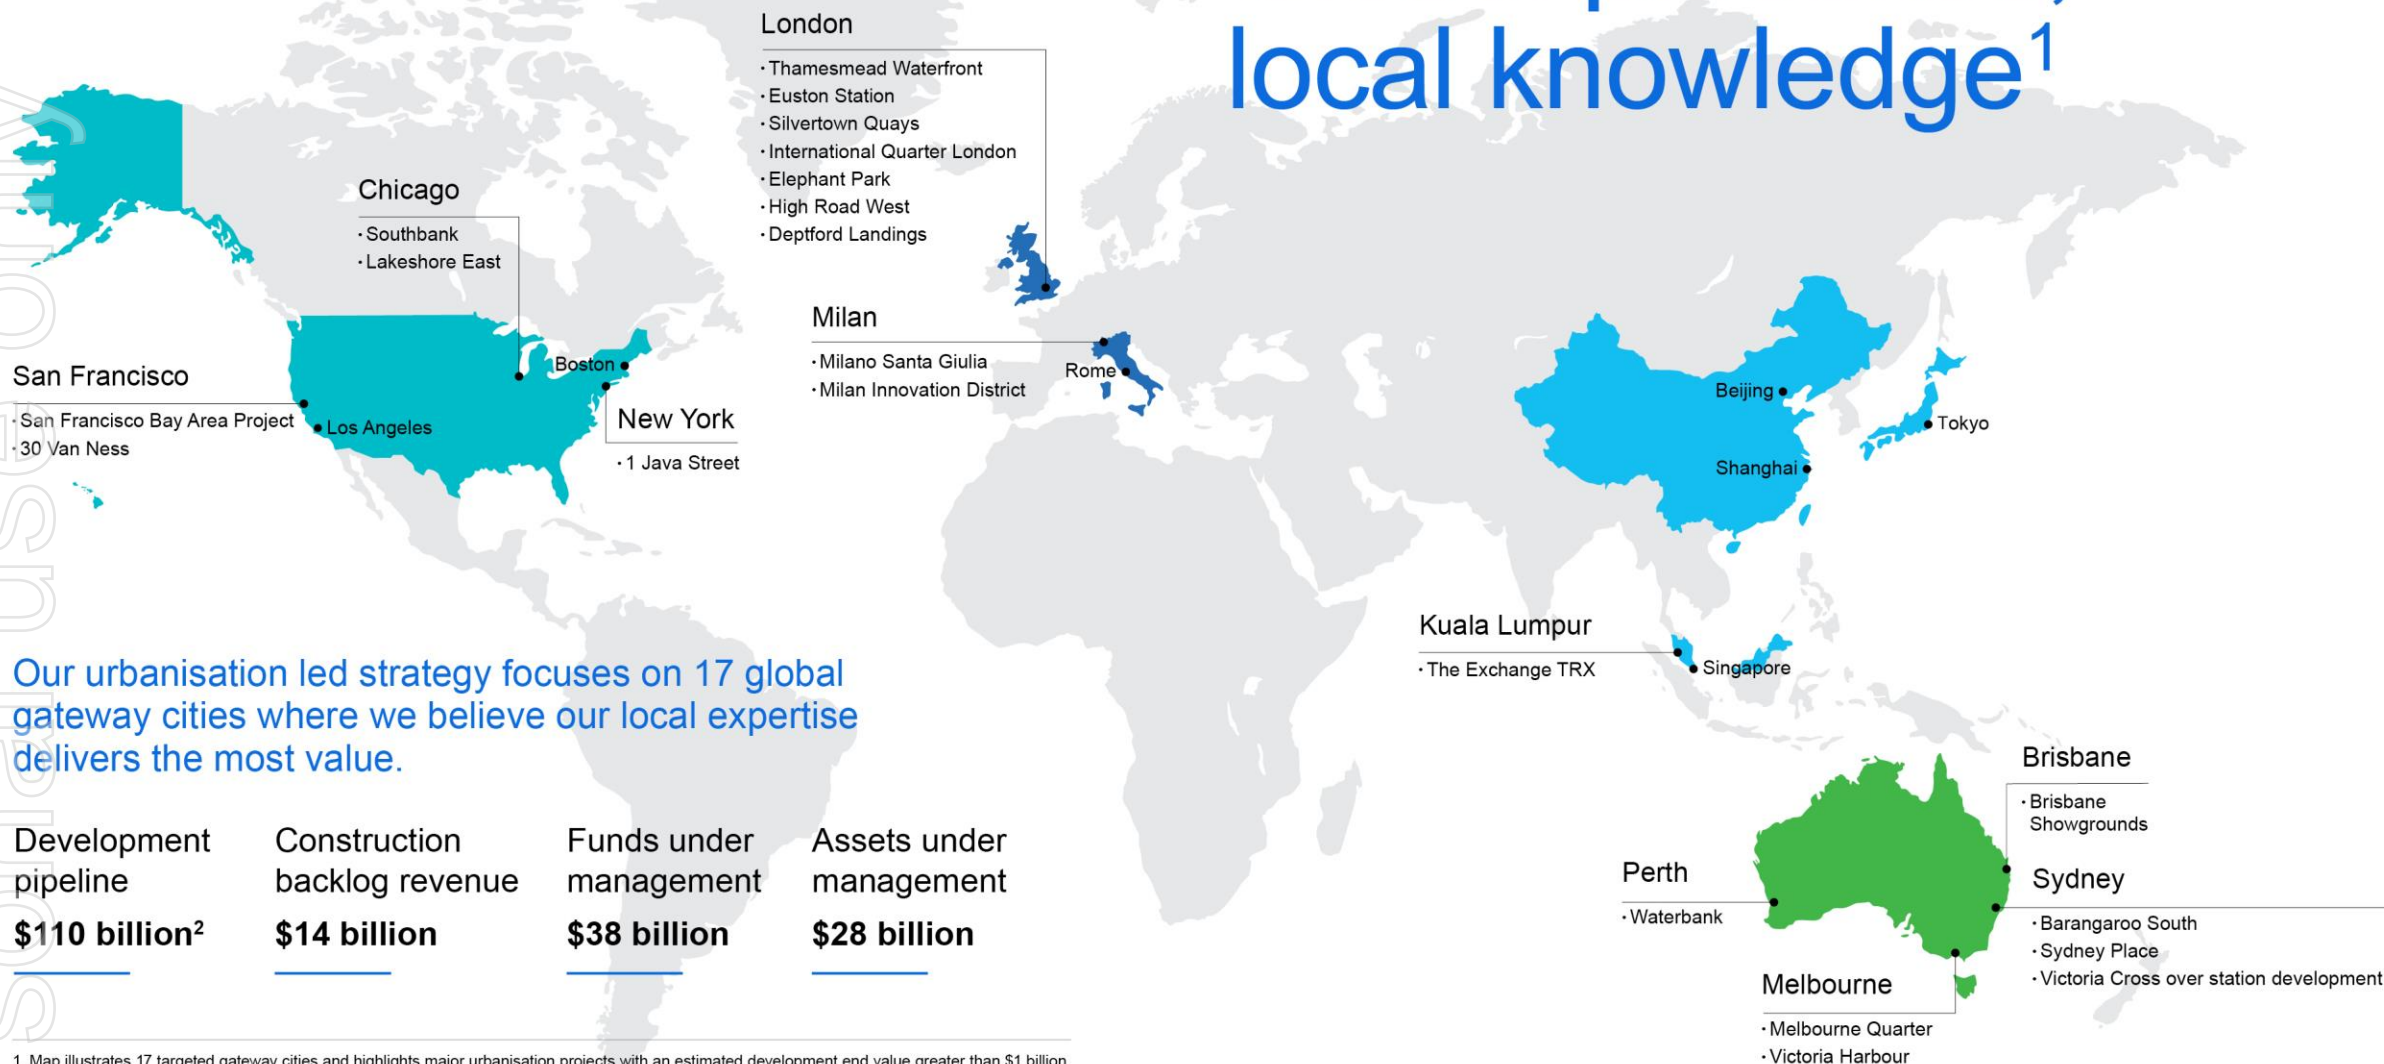 local knowledge1
London
· Thamesmead Waterfront
· Euston Station
· Silvertown Quays
· International Quarter London
· Elephant Park
· High Road West
· Deptford Landings
Chicago
· Southbank
· Lakeshore East
Milan
· Milano Santa Giulia
· Milan Innovation District
Rome
Boston
San Francisco
· San Francisco Bay Area Project
· 30 Van Ness
Los Angeles
New York
· 1 Java Street
Beijing
Tokyo
Shanghai
Kuala Lumpur
· The Exchange TRX
Singapore
Our urbanisation led strategy focuses on 17 global
gateway cities where we believe our local expertise
delivers the most value.
Development
pipeline
$110 billion2
Construction
backlog revenue
$14 billion
Funds under
management
$38 billion
Assets under
management
$28 billion
Brisbane
· Brisbane
Showgrounds
Perth
· Waterbank
Sydney
· Barangaroo South
· Sydney Place
· Victoria Cross over station development
Melbourne
· Melbourne Quarter
· Victoria Harbour
1. Map illustrates 17 targeted gateway cities and highlights major urbanisation projects with an estimated development end value greater than $1 billion.